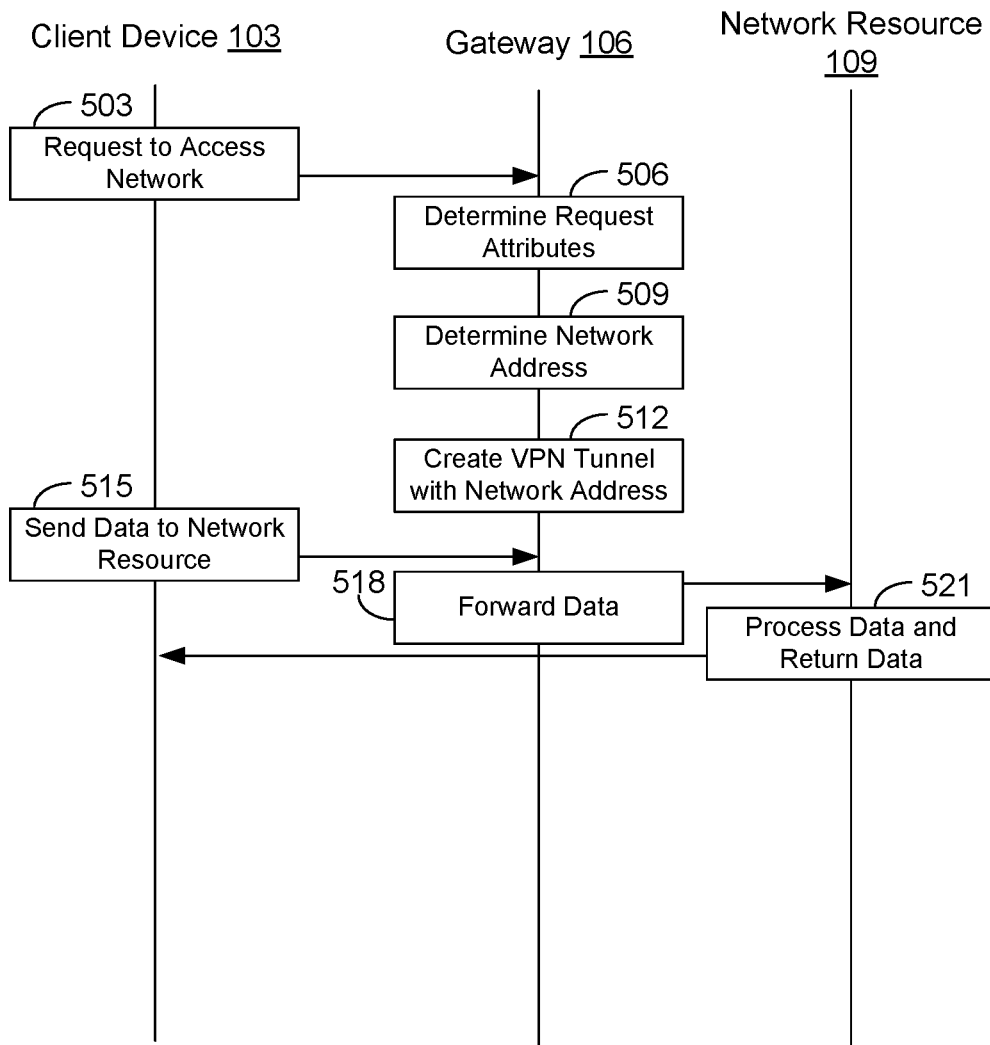 Client Device 103
Gateway 106
Network Resource
109
503
Request to Access
Network
506
Determine Request
Attributes
509
Determine Network
Address
512
Create VPN Tunnel
with Network Address
515
Send Data to Network
Resource
518
Forward Data
521
Process Data and
Return Data